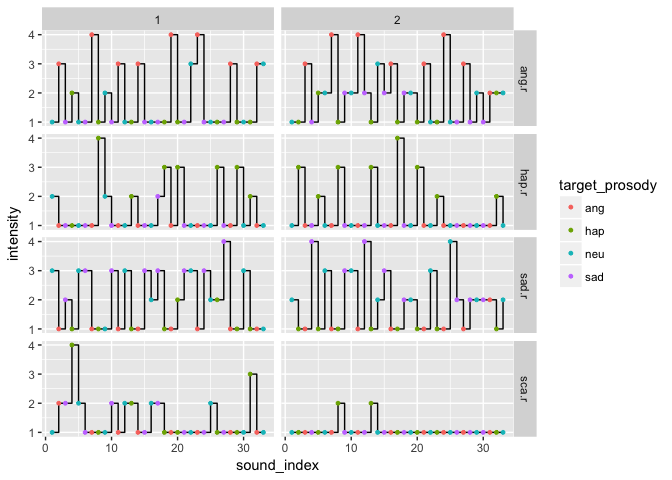 1 2
4
3
2
1
ang.r
4
3
2
1
hap.r
4
3
2
1
sad.r
4
3
2
1
sca.r
intensity
0 10 20 30 0 10 20 30
sound_index
target_prosody
ang
hap
neu
sad